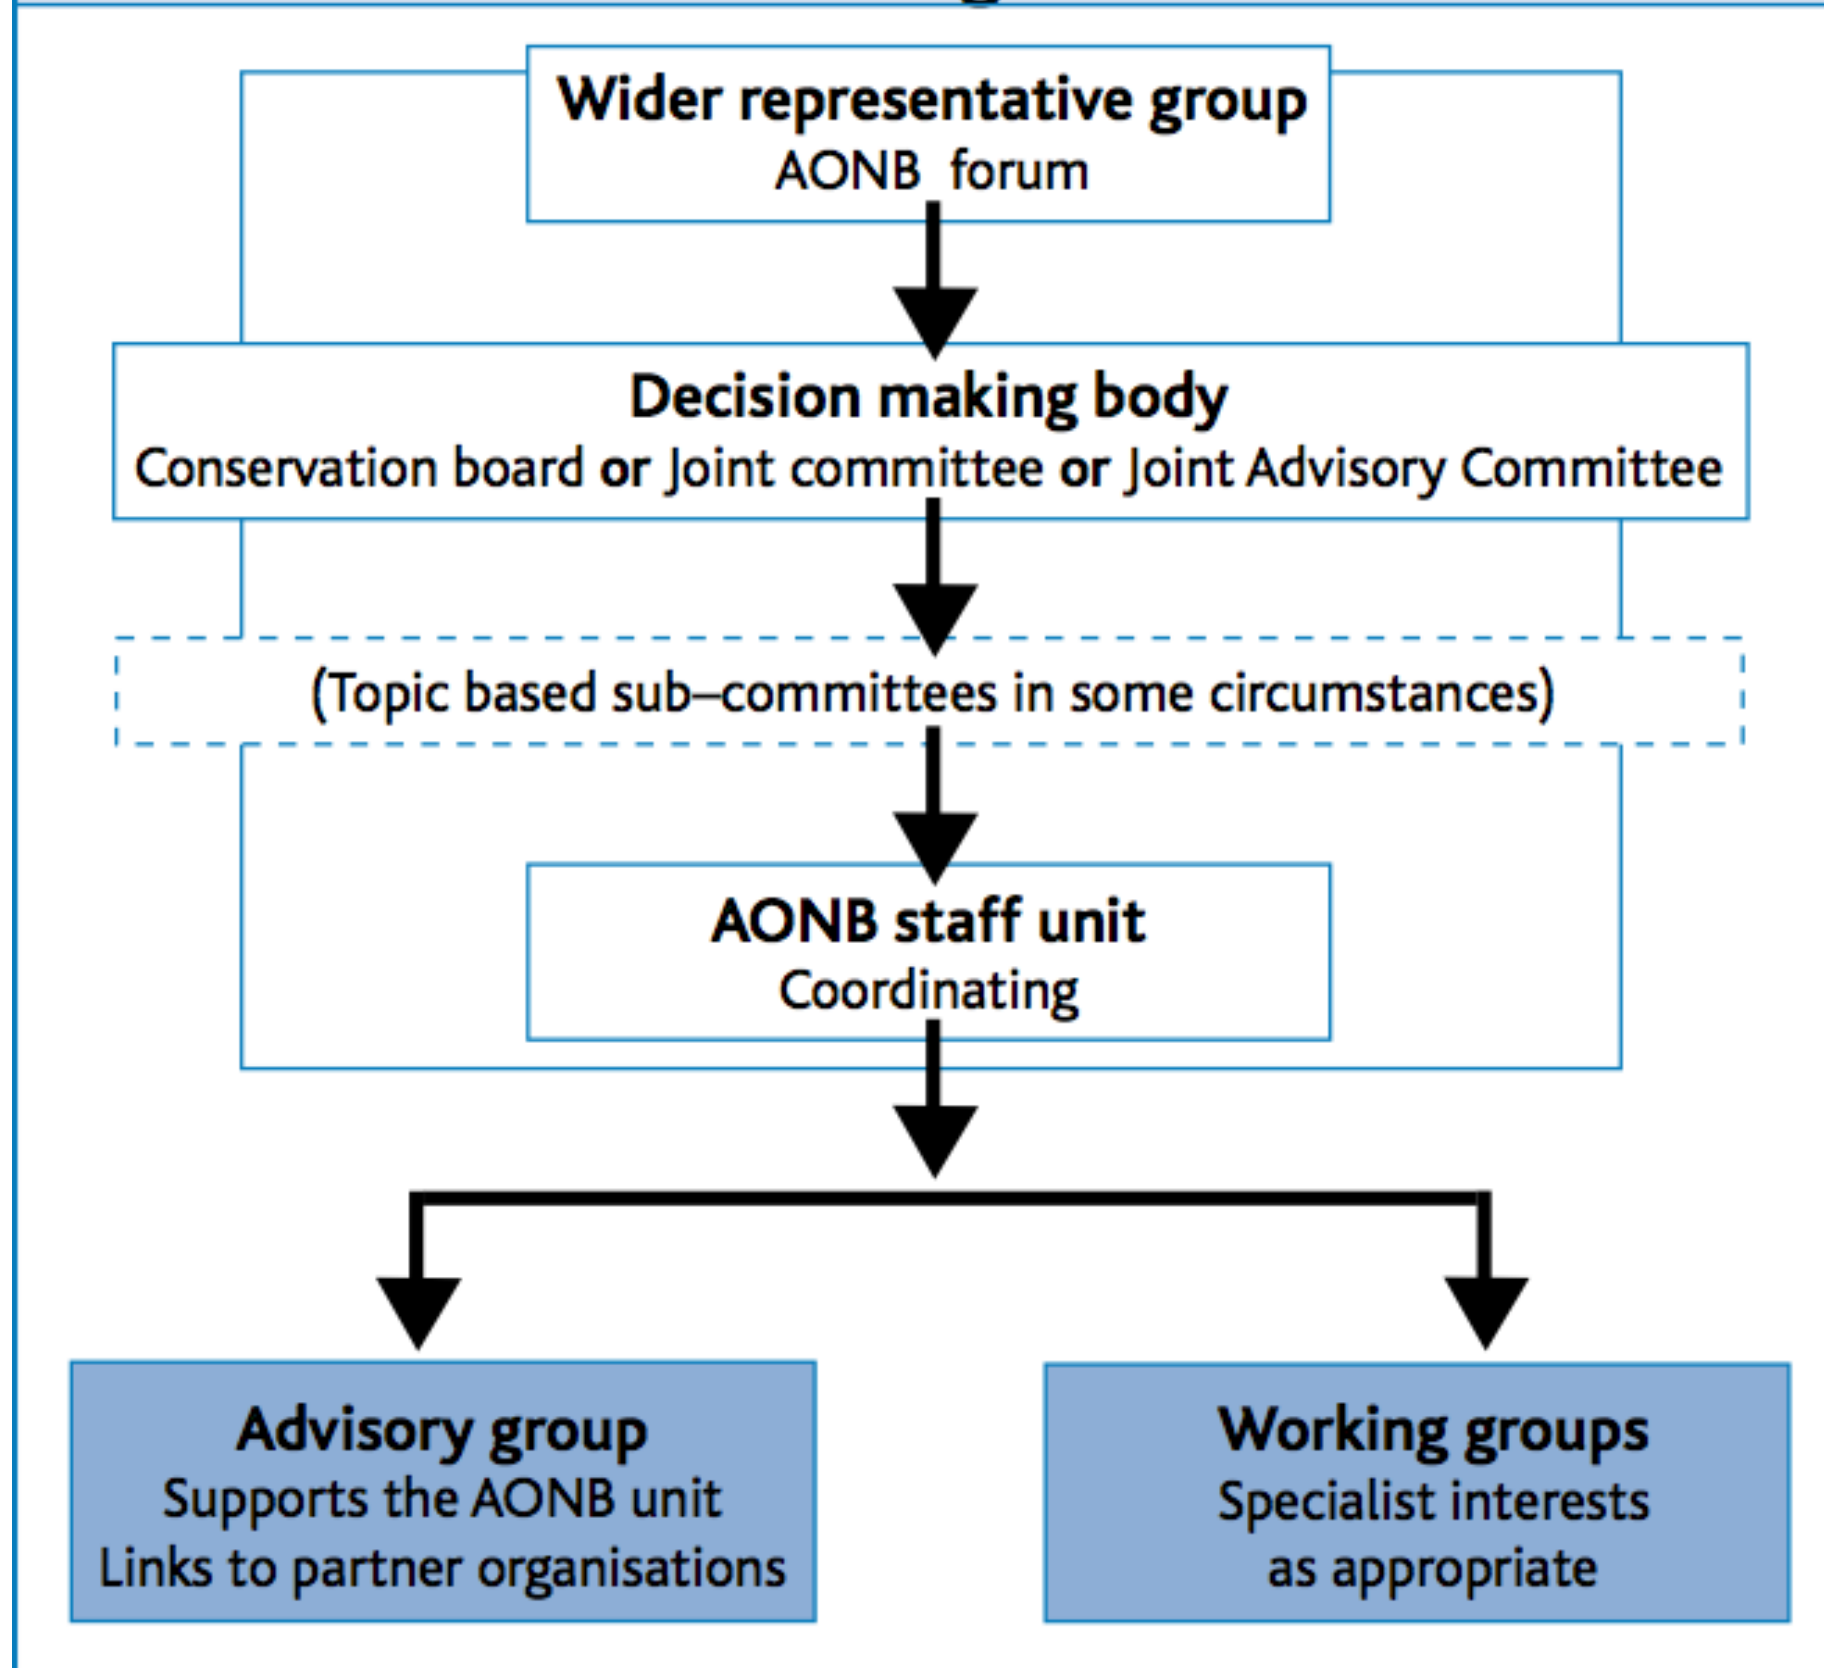 Wider representative group
AONB forum
Decision making body
Conservation board or Joint committee or Joint Advisory Committee
(Topic based sub–committees in some circumstances)
AONB staff unit
Coordinating
Advisory group
Supports the AONB unit
Links to partner organisations
Working groups
Specialist interests
as appropriate